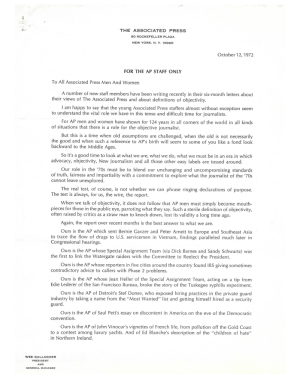 THE ASSOCIATED PRESS
50 ROCKEFELLER PLAZA
NEW YORK, N. Y. 10020
October 12, 1972
FOR THE AP STAFF ONLY
To All Associated Press Men And Women
A number of new staff members have been writing recently in their six-month letters about
their views of The Associated Press and about definitions of objectivity.
I am happy to say that the young Associated Press staffers almost without exception seem
to understand the vital role we have in this tense and difficult time for journalists.
For AP men and women have shown for 124 years in all corners of the world in all kinds
of situations that there is a role for the objective journalist.
But this is a time when old assumptions are challenged, when the old is not necessarily
the good and when such a reference to AP's birth will seem to some of you like a fond look
backward to the Middle Ages.
So it's a good time to look at what we are, what we do, what we must be in an era in which
advocacy, objectivity, New Journalism and all those other easy labels are tossed around.
Our role in the '70s must be to blend our unchanging and uncompromising standards
of truth, fairness and impartiality with a commitment to explore what the journalist of the '70s
cannot leave unexplored.
The real test, of course, is not whether we can phrase ringing declarations of purpose.
The test is always, for us, the wire, the report.
When we talk of objectivity, it does not follow that AP men must simply become mouth-
pieces for those in the public eye, parroting what they say. Such a sterile definition of objectivity,
often raised by critics as a straw man to knock down, lost its validity a long time ago.
Again, the report over recent months is the best answer to what we are.
Ours is the AP which sent Bernie Gavzer and Peter Arnett to Europe and Southeast Asia
to trace the flow of drugs to U.S. servicemen in Vietnam, findings paralleled much later in
Congressional hearings.
Ours is the AP whose Special Assignment Team into Dick Barnes and Sandy Schwartz was
the first to link the Watergate raiders with the Committee to Reelect the President.
Ours is the AP whose reporters in five cities around the country found IRS giving sometimes
contradictory advice to callers with Phase 2 problems.
Ours is the AP whose Jean Heller of the Special Assignment Team, acting on a tip from
Edie Lederer of the San Francisco Bureau, broke the story of the Tuskegee syphilis experiment.
Ours is the AP of Detroit's Stef Donev, who exposed hiring practices in the private guard
industry by taking a name from the "Most Wanted" list and getting himself hired as a security
guard.
Ours is the AP of Saul Pett's essay on discontent in America on the eve of the Democratic
convention.
Ours is the AP of John Vinocur's vignettes of French life, from pollution off the Gold Coast
to a contest among luxury yachts. And of Ed Blanche's description of the "children of hate"
in Northern Ireland.
WES GALLAGHER
PRESIDENT
AND
GENERAL MANAGER